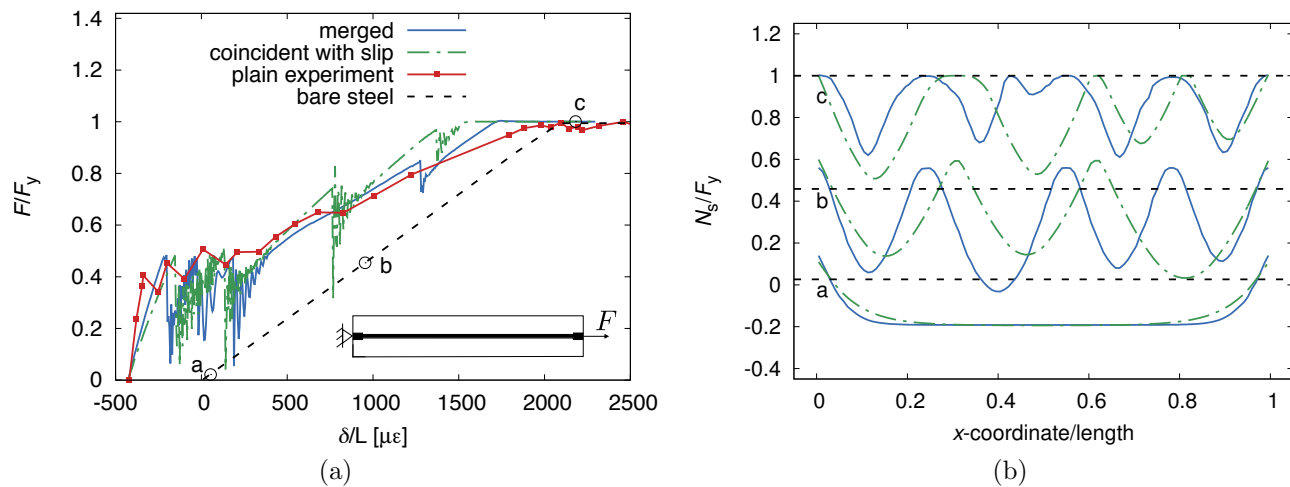 merged
coincident with slip
plain experiment
bare steel
F/Fy
1.4
1.2
1
0.8
0.6
0.4
0.2
0
-500
0
500
1000
1500
2000
2500
δ/L [με]
a
b
c
F
(a)
Ns/Fy
1.2
1
0.8
0.6
0.4
0.2
0
-0.2
-0.4
0
0.2
0.4
0.6
0.8
1
x-coordinate/length
c
b
a
(b)